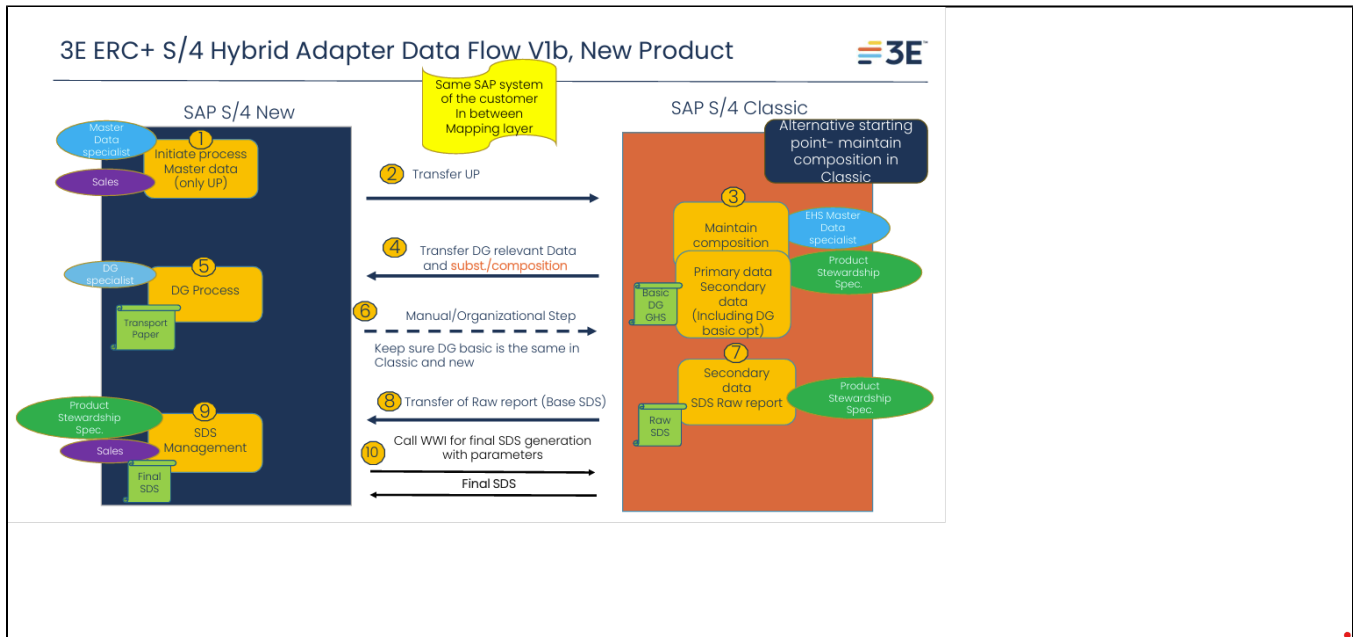 3E ERC+ S/4 Hybrid Adapter Data Flow V1b, New Product
3E™
Same SAP system
of the customer
In between
Mapping layer
SAP S/4 New
SAP S/4 Classic
Alternative starting
point- maintain
composition in
Classic
Master
Data
specialist
Sales
1
Initiate process
Master data
(only UP)
2
Transfer UP
3
Maintain
composition
EHS Master
Data
specialist
4
Transfer DG relevant Data
and subst./composition
Primary data
Secondary
data
(Including DG
basic opt)
Product
Stewardship
Spec.
Basic
DG
GHS
DG
specialist
5
DG Process
Transport
Paper
6
Manual/Organizational Step
Keep sure DG basic is the same in
Classic and new
7
Secondary
data
SDS Raw report
Product
Stewardship
Spec.
Raw
SDS
8
Transfer of Raw report (Base SDS)
Product
Stewardship
Spec.
Sales
9
SDS
Management
Final
SDS
10
Call WWI for final SDS generation
with parameters
Final SDS